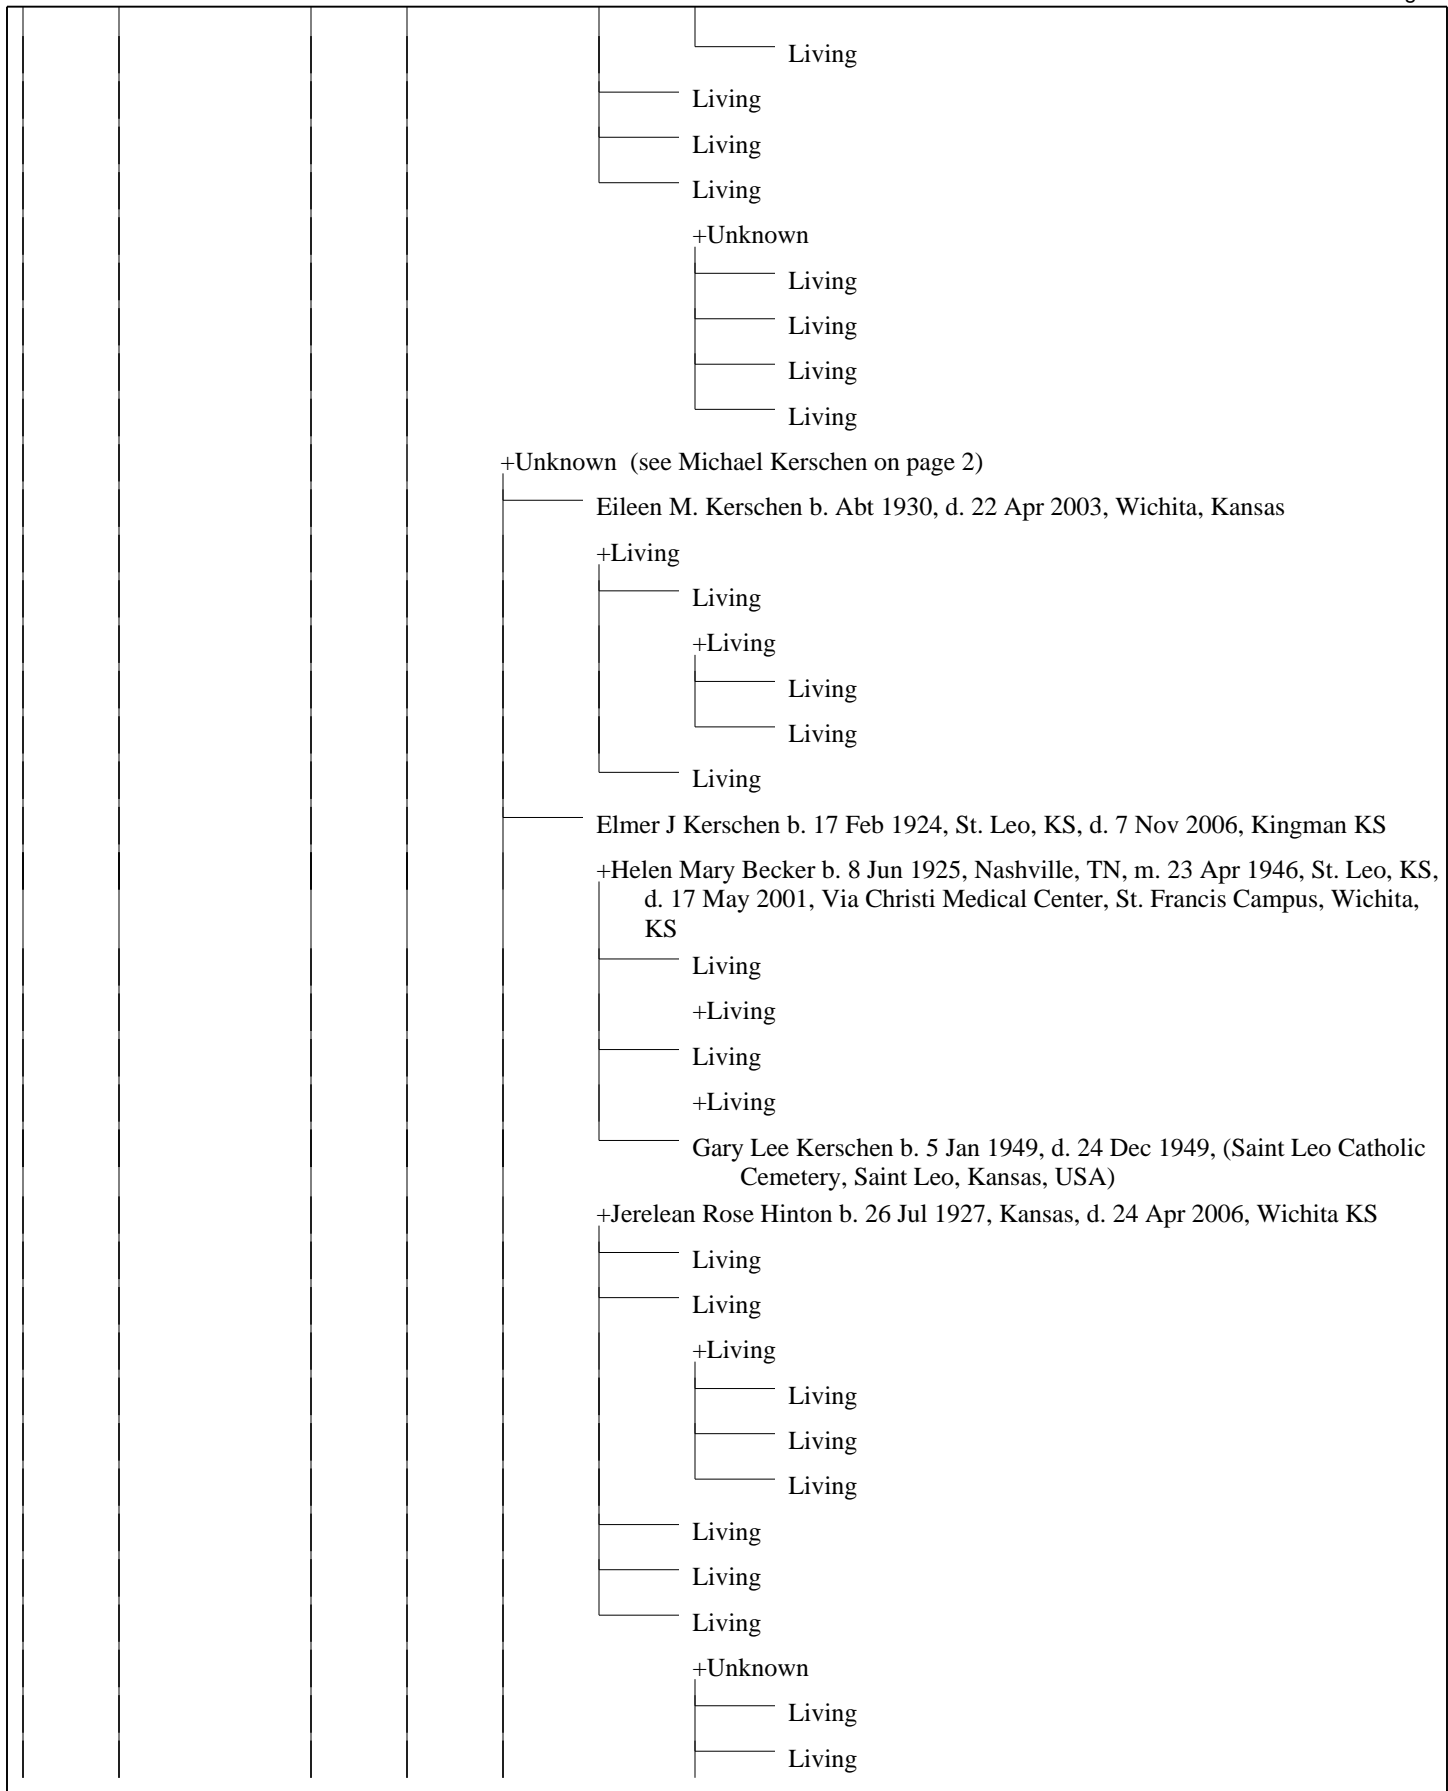 Living
Living
Living
Living
+Unknown
Living
Living
Living
Living
+Unknown (see Michael Kerschen on page 2)
Eileen M. Kerschen b. Abt 1930, d. 22 Apr 2003, Wichita, Kansas
+Living
Living
+Living
Living
Living
Living
Elmer J Kerschen b. 17 Feb 1924, St. Leo, KS, d. 7 Nov 2006, Kingman KS
+Helen Mary Becker b. 8 Jun 1925, Nashville, TN, m. 23 Apr 1946, St. Leo, KS,
d. 17 May 2001, Via Christi Medical Center, St. Francis Campus, Wichita,
KS
Living
+Living
Living
+Living
Gary Lee Kerschen b. 5 Jan 1949, d. 24 Dec 1949, (Saint Leo Catholic
Cemetery, Saint Leo, Kansas, USA)
+Jerelean Rose Hinton b. 26 Jul 1927, Kansas, d. 24 Apr 2006, Wichita KS
Living
Living
+Living
Living
Living
Living
Living
Living
Living
+Unknown
Living
Living